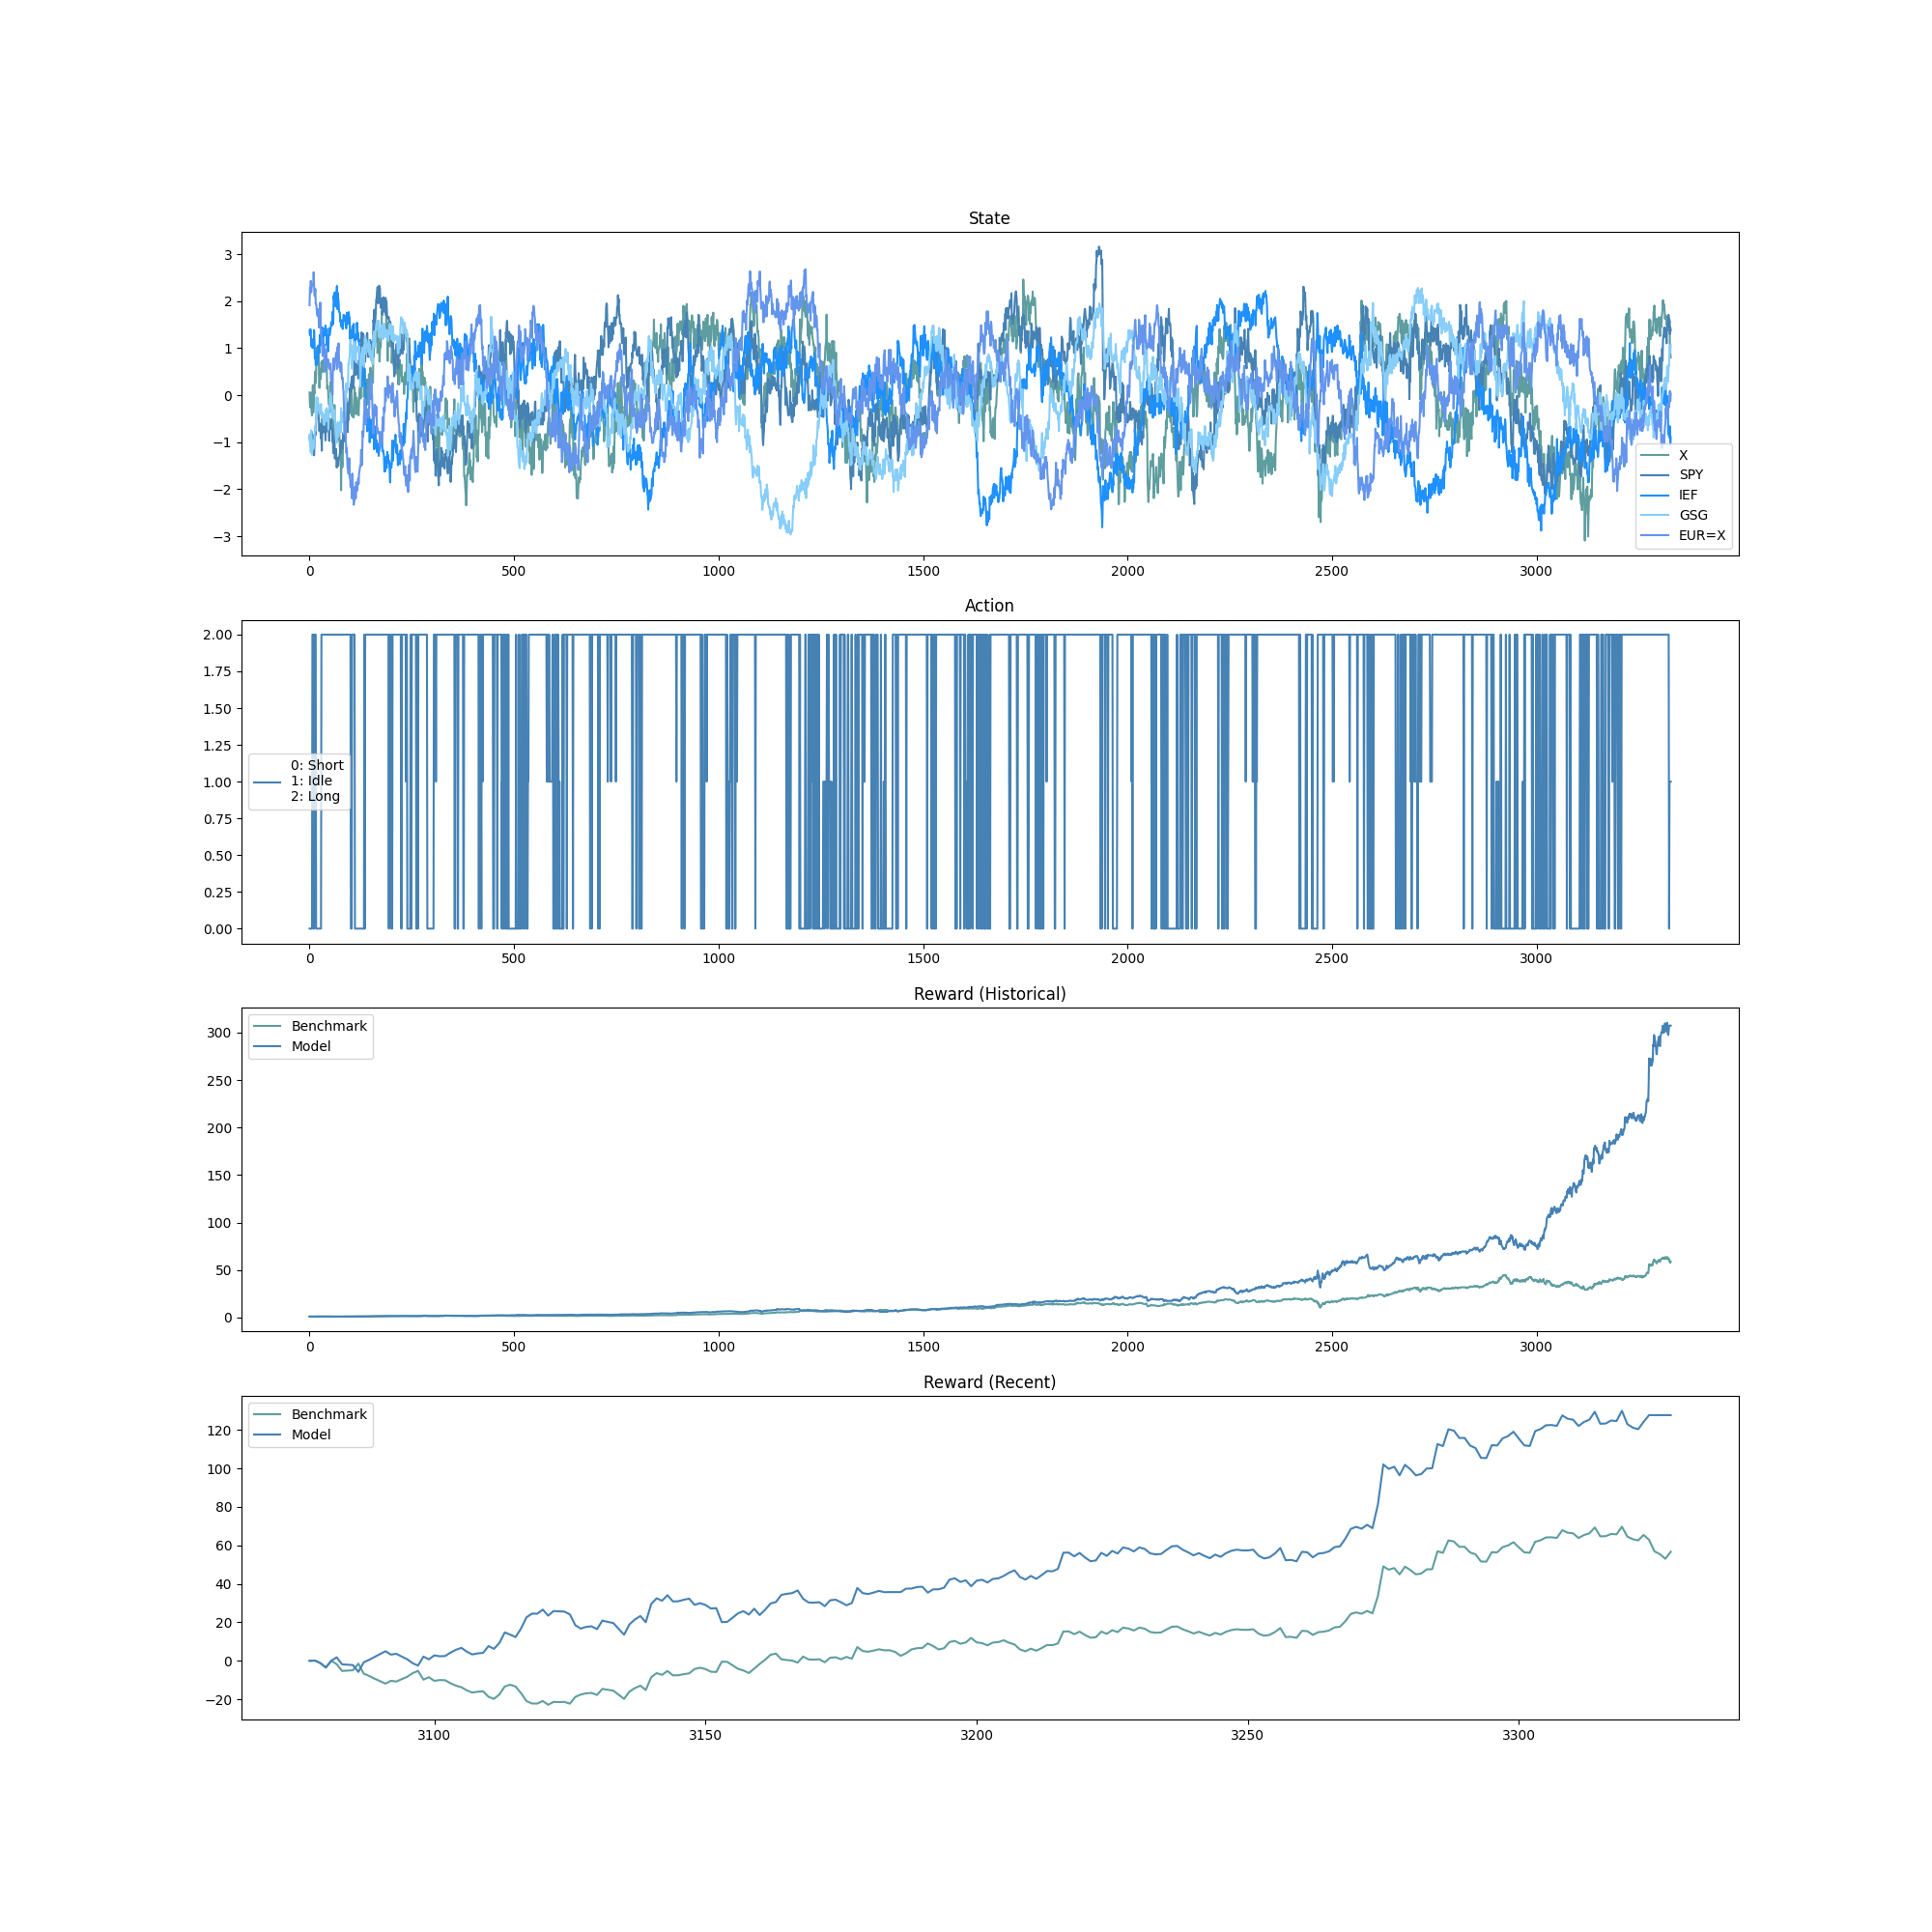 State
3
2
1
0
−1
−2
−3
X
SPY
IEF
GSG
EUR=X
0 500 1000 1500 2000 2500 3000
Action
2.00
1.75
1.50
1.25
1.00
0.75
0.50
0.25
0.00
0: Short
1: Idle
2: Long
0 500 1000 1500 2000 2500 3000
Reward (Historical)
Benchmark
Model
300
250
200
150
100
50
0
0 500 1000 1500 2000 2500 3000
Reward (Recent)
Benchmark
Model
120
100
80
60
40
20
0
−20
3100 3150 3200 3250 3300